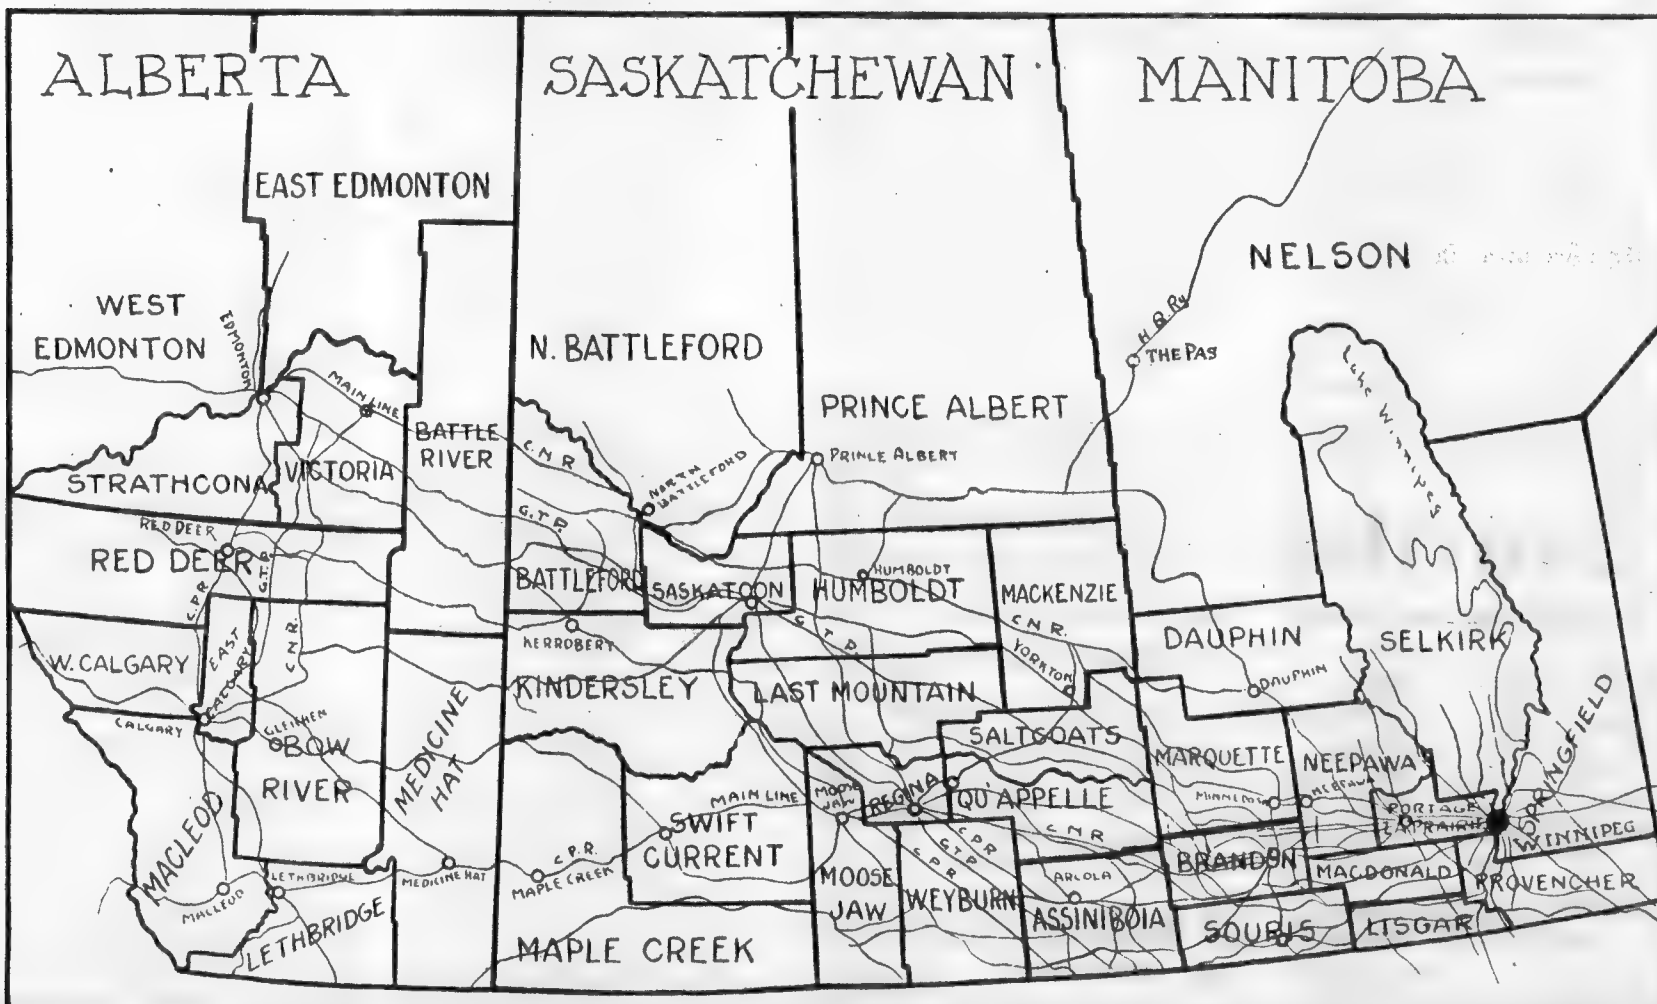 ALBERTA
SASKATCHEWAN
MANITOBA
EAST EDMONTON
NELSON
WEST
EDMONTON
EDMONTON
N. BATTLEFORD
H.B.Ry
THE PAS
Lake Winnipeg
MAIN LINE
PRINCE ALBERT
BATTLE
RIVER
C.N.R
NORTH
BATTLEFORD
PRINLE ALBERT
STRATHCONA
VICTORIA
G.T.P.
RED DEER
RED DEER
G.T.P.
C.P.R
BATTLEFORD
SASKATOON
HUMBOLDT
HUMBOLDT
MACKENZIE
KERROBERT
G.T.P.
C.N.R.
YORKTON
DAUPHIN
DAUPHIN
SELKIRK
W. CALGARY
EAST
CALGARY
C.N.R.
KINDERSLEY
LAST MOUNTAIN
CALGARY
GLEICHEN
BOW
RIVER
MEDICINE
HAT
SALTCOATS
MARQUETTE
NEEPAWA
SPRINGFIELD
MAIN LINE
MOOSE
JAW
REGINA
QU'APPELLE
MINNEDOSA
NEEPAWA
PORTAGE
LA PRAIRIE
WINNIPEG
MACLEOD
SWIFT
CURRENT
C.P.R
G.T.P
C.P.R
C N R
BRANDON
MACDONALD
PROVENCHER
LETHBRIDGE
MEDICINE HAT
C.P.R.
MAPLE CREEK
MOOSE
JAW
WEYBURN
ARCOLA
ASSINIBOIA
MACLEOD
LETHBRIDGE
MAPLE CREEK
SOURIS
LISGAR